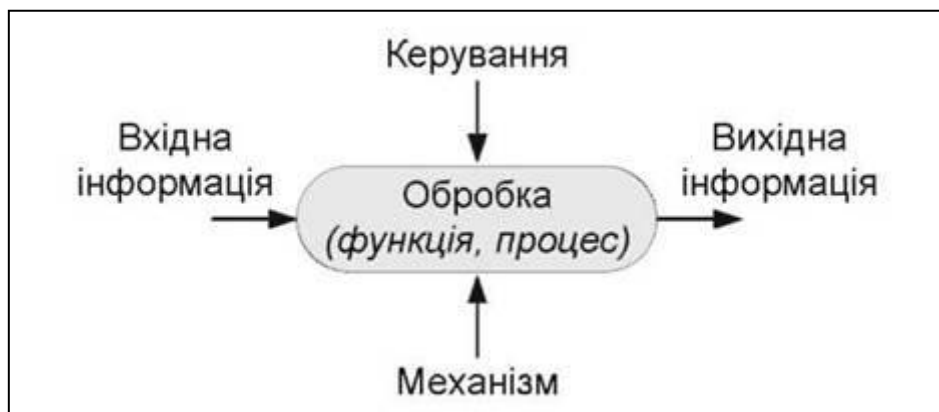 Керування
Вхідна
інформація
Обробка
(функція, процес)
Вихідна
інформація
Механізм